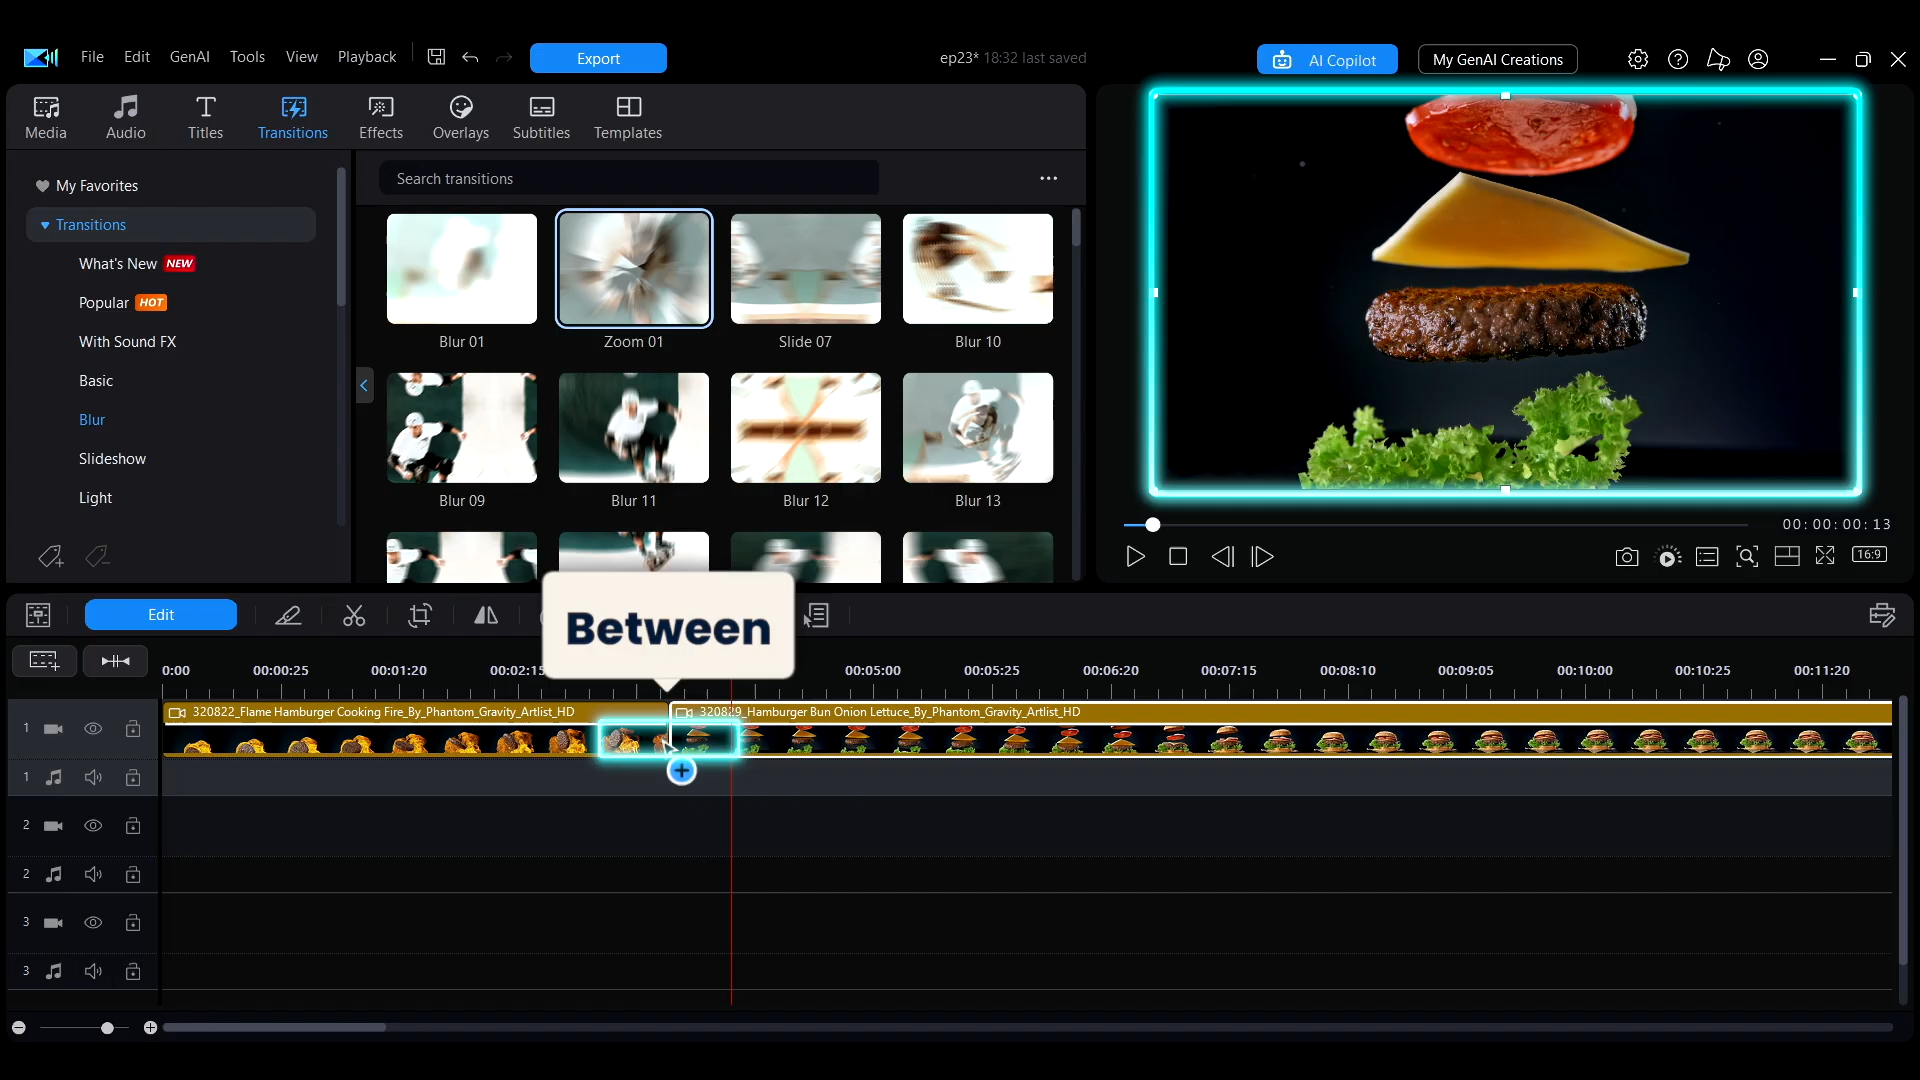 File Edit GenAI Tools View Playback
Export
ep23* 18:32 last saved
AI Copilot
My GenAI Creations
Media Audio Titles Transitions Effects Overlays Subtitles Templates
My Favorites
Transitions
What's New NEW
Popular HOT
With Sound FX
Basic
Blur
Slideshow
Light
Search transitions
Blur 01 Zoom 01 Slide 07 Blur 10
Blur 09 Blur 11 Blur 12 Blur 13
00:00:00:13
16:9
Edit
Between
0:00 00:00:25 00:01:20 00:02:15 00:05:00 00:05:25 00:06:20 00:07:15 00:08:10 00:09:05 00:10:00 00:10:25 00:11:20
320822_Flame Hamburger Cooking Fire_By_Phantom_Gravity_Artlist_HD
320829_Hamburger Bun Onion Lettuce_By_Phantom_Gravity_Artlist_HD
1
1
2
2
3
3